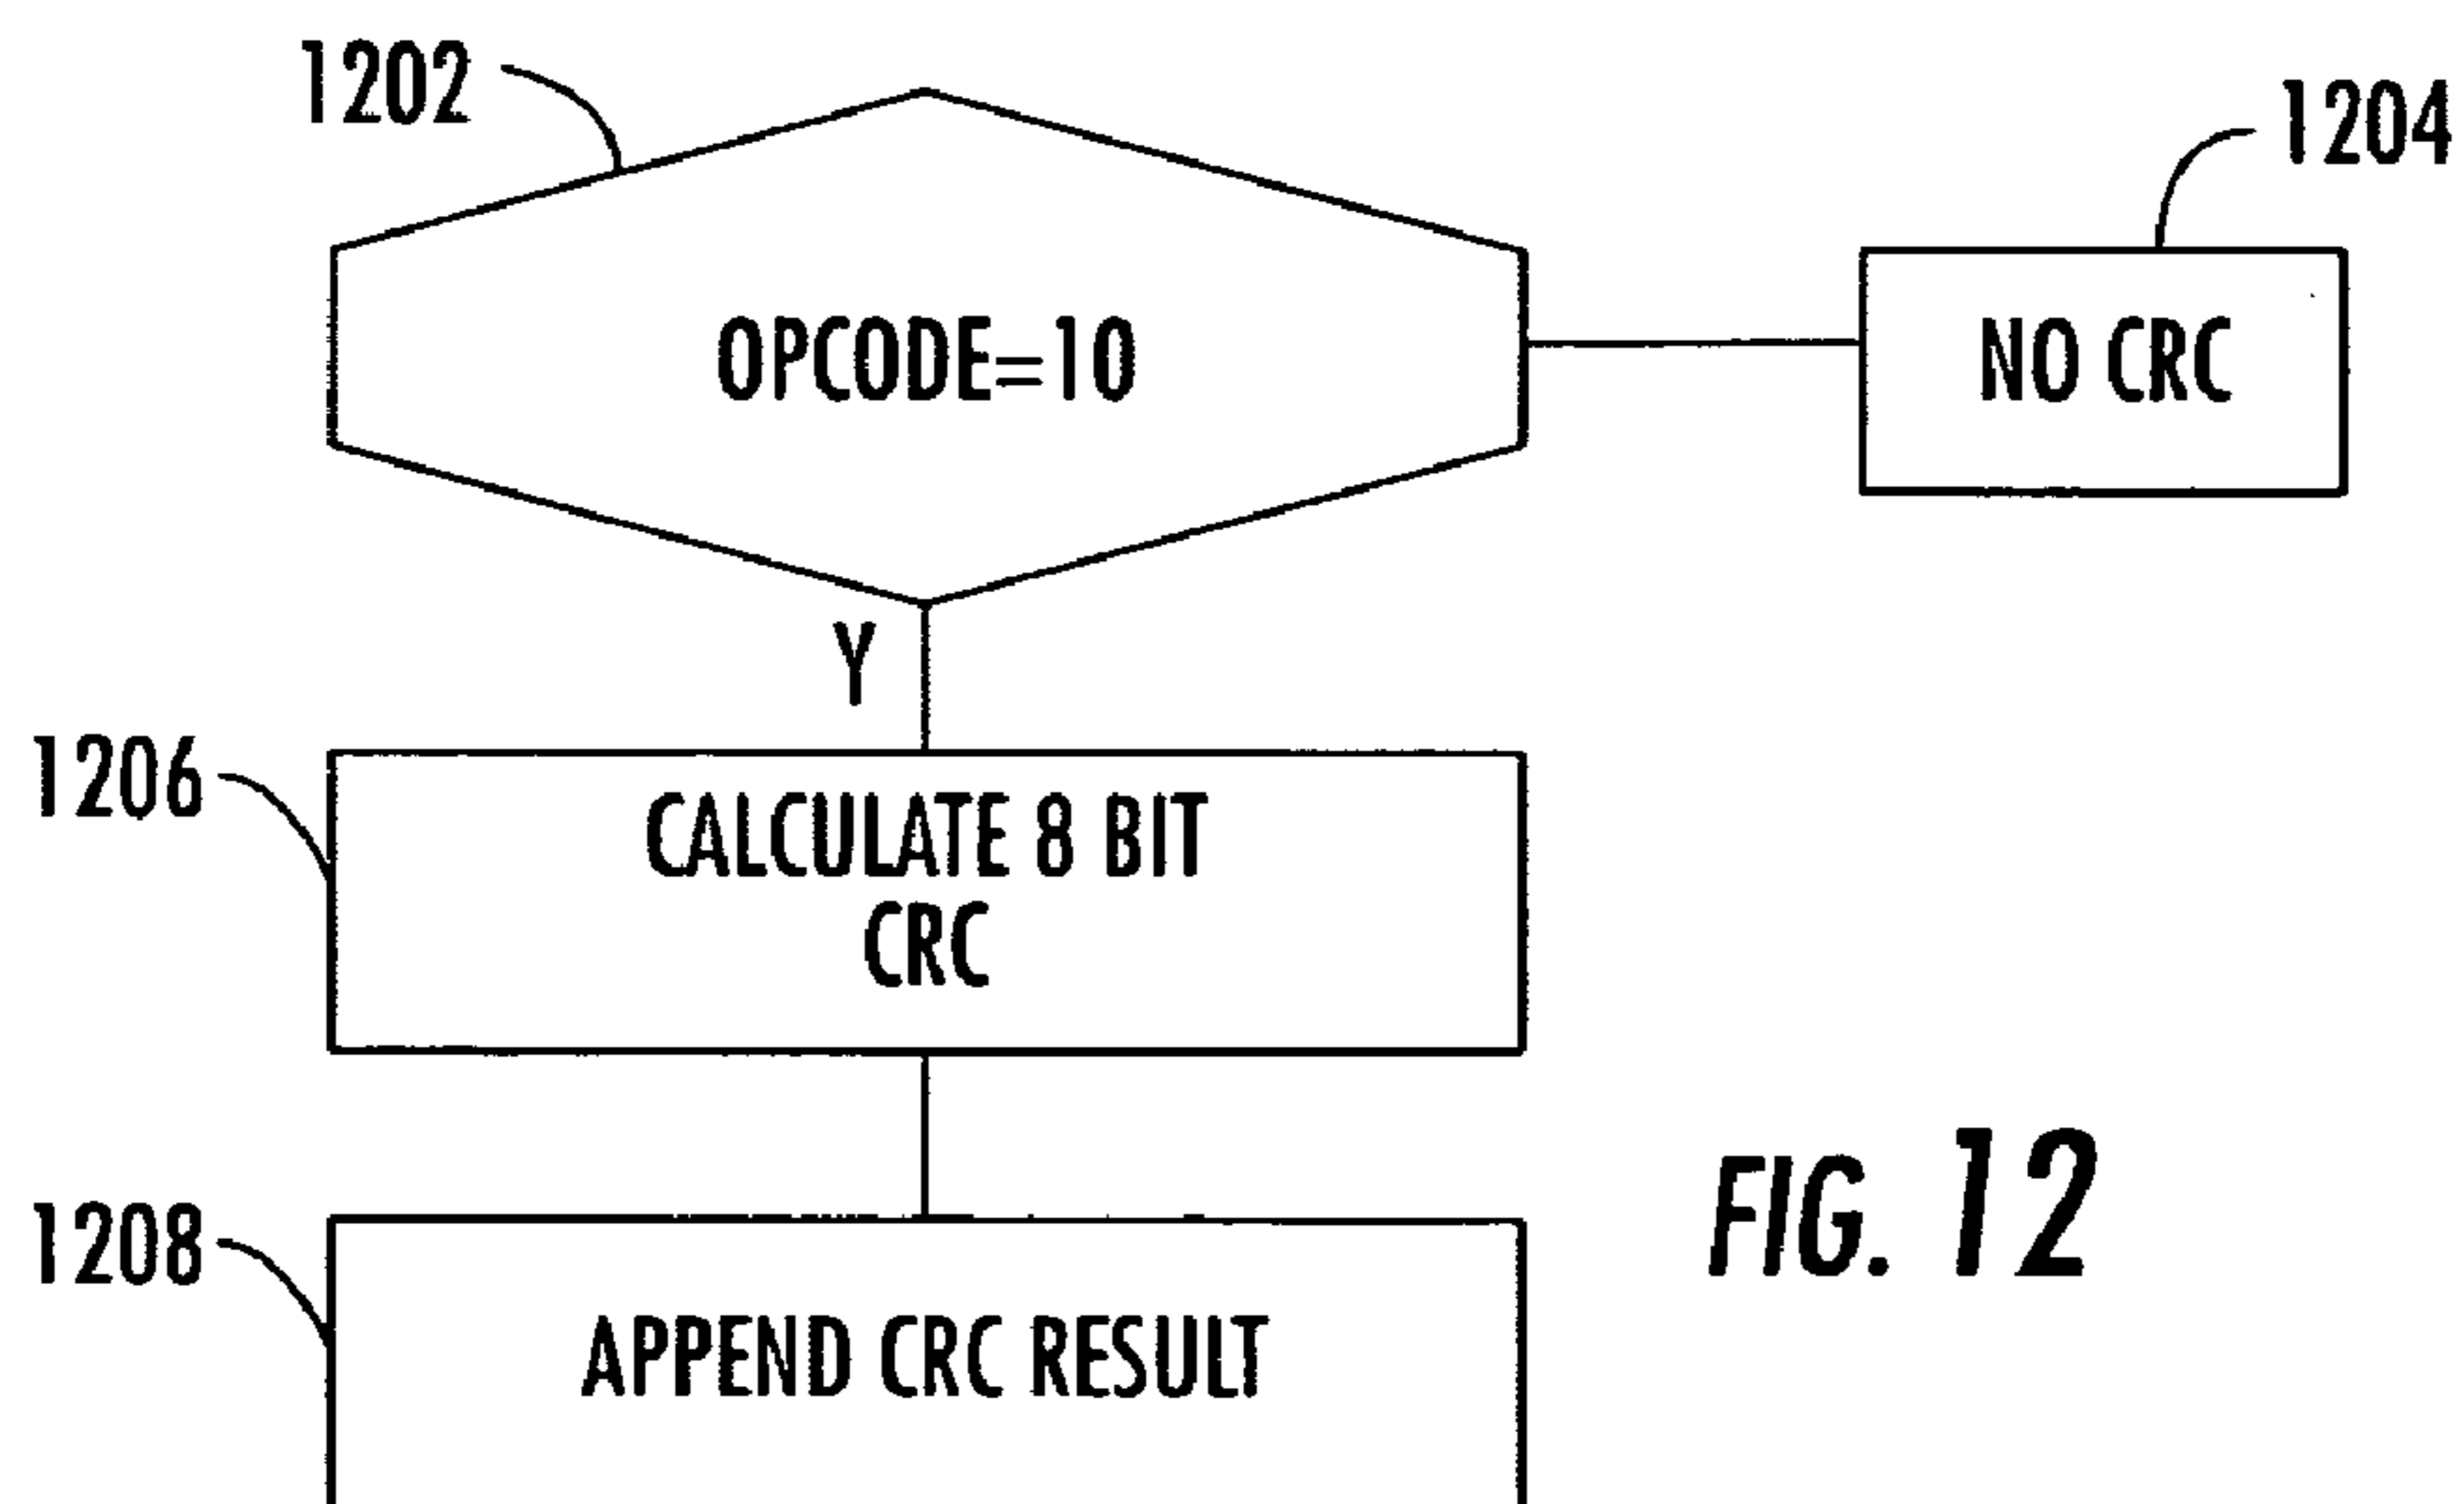 1202
1204
OPCODE=10
NO CRC
Y
1206
CALCULATE 8 BIT
CRC
1208
APPEND CRC RESULT
FIG. 12